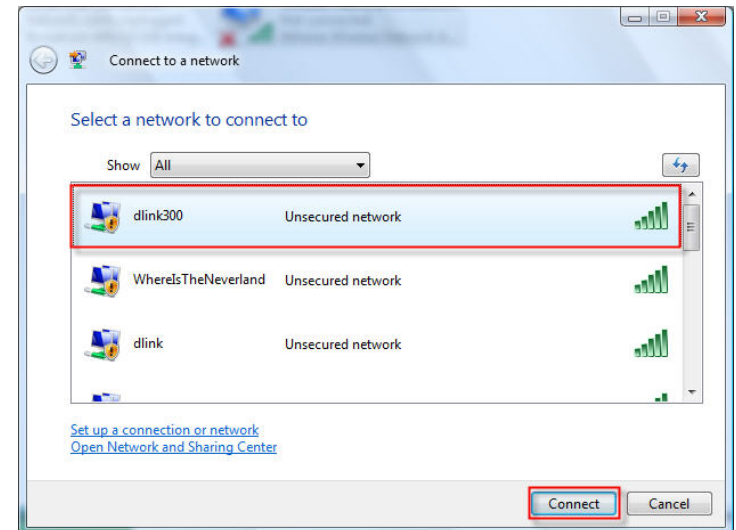 Connect to a network
Select a network to connect to
Show All
dlink300 Unsecured network
WhereIsTheNeverland Unsecured network
dlink Unsecured network
Set up a connection or network
Open Network and Sharing Center
Connect Cancel